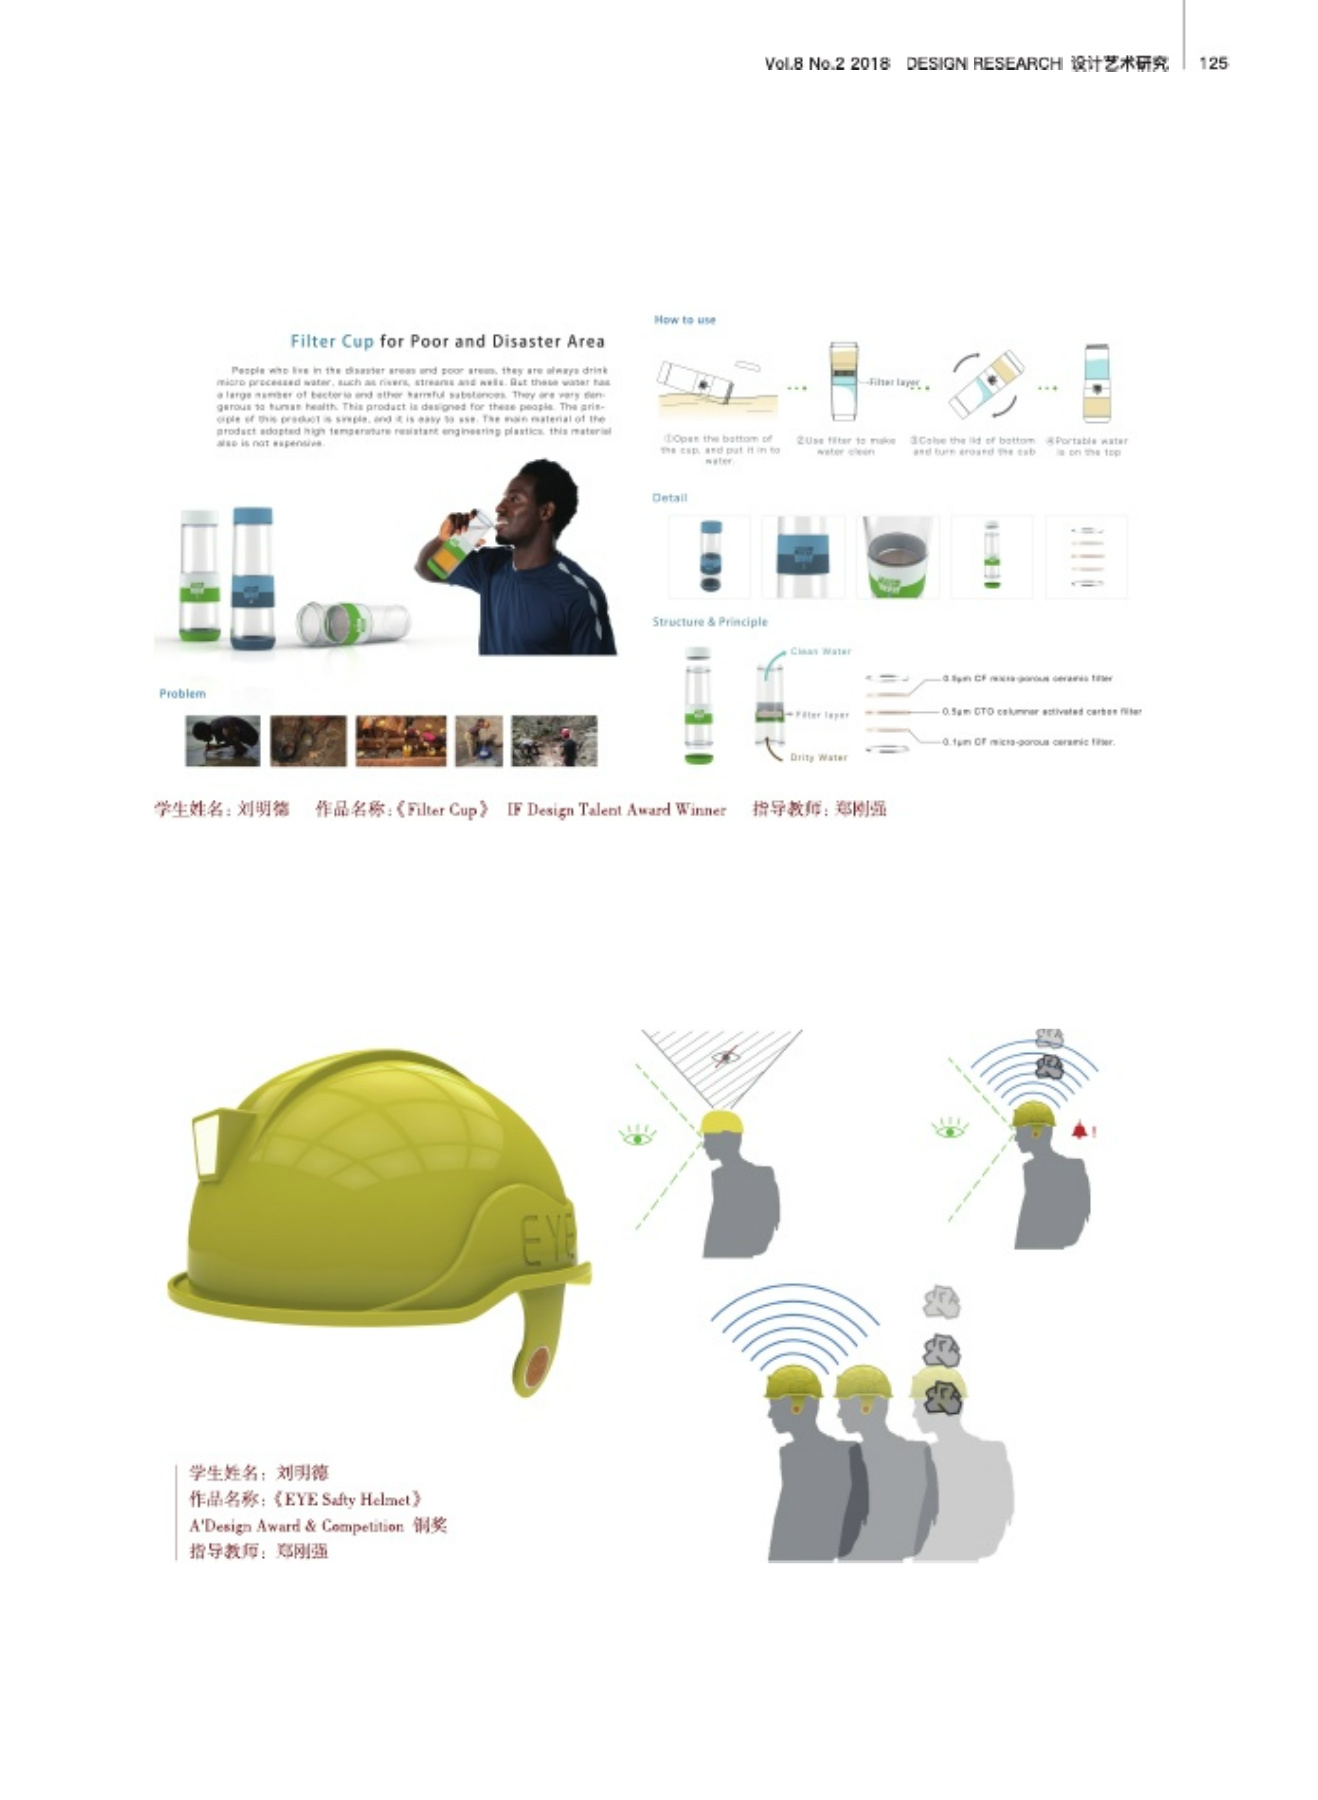 Vol.8 No.2 2018 DESIGN RESEARCH 设计艺术研究 125
Filter Cup for Poor and Disaster Area
People who live in the disaster areas and poor areas, they are always drink
micro processed water, such as rivers, streams and wells. But these water has
a large number of bacteria and other harmful substances. They are very dan-
gerous to human health. This product is designed for these people. The prin-
ciple of this product is simple, and it is easy to use. The main material of the
product adopted high temperature resistant engineering plastics, this material
also is not expensive.
Problem
How to use
Filter layer
①Open the bottom of
the cup, and put it in to
water.
②Use filter to make
water clean
③Colse the lid of bottom
and turn around the cub
④Portable water
is on the top
Detail
Structure & Principle
Clean Water
Filter layer
Drity Water
CF micro-porous ceramic filter
0.5μm CTO columnar activated carbon filter
0.1μm CF micro-porous ceramic filter.
学生姓名：刘明德 作品名称：《Filter Cup》 IF Design Talent Award Winner 指导教师：郑刚强
EYE
!
学生姓名：刘明德
作品名称：《EYE Safty Helmet》
A'Design Award & Competition 铜奖
指导教师：郑刚强